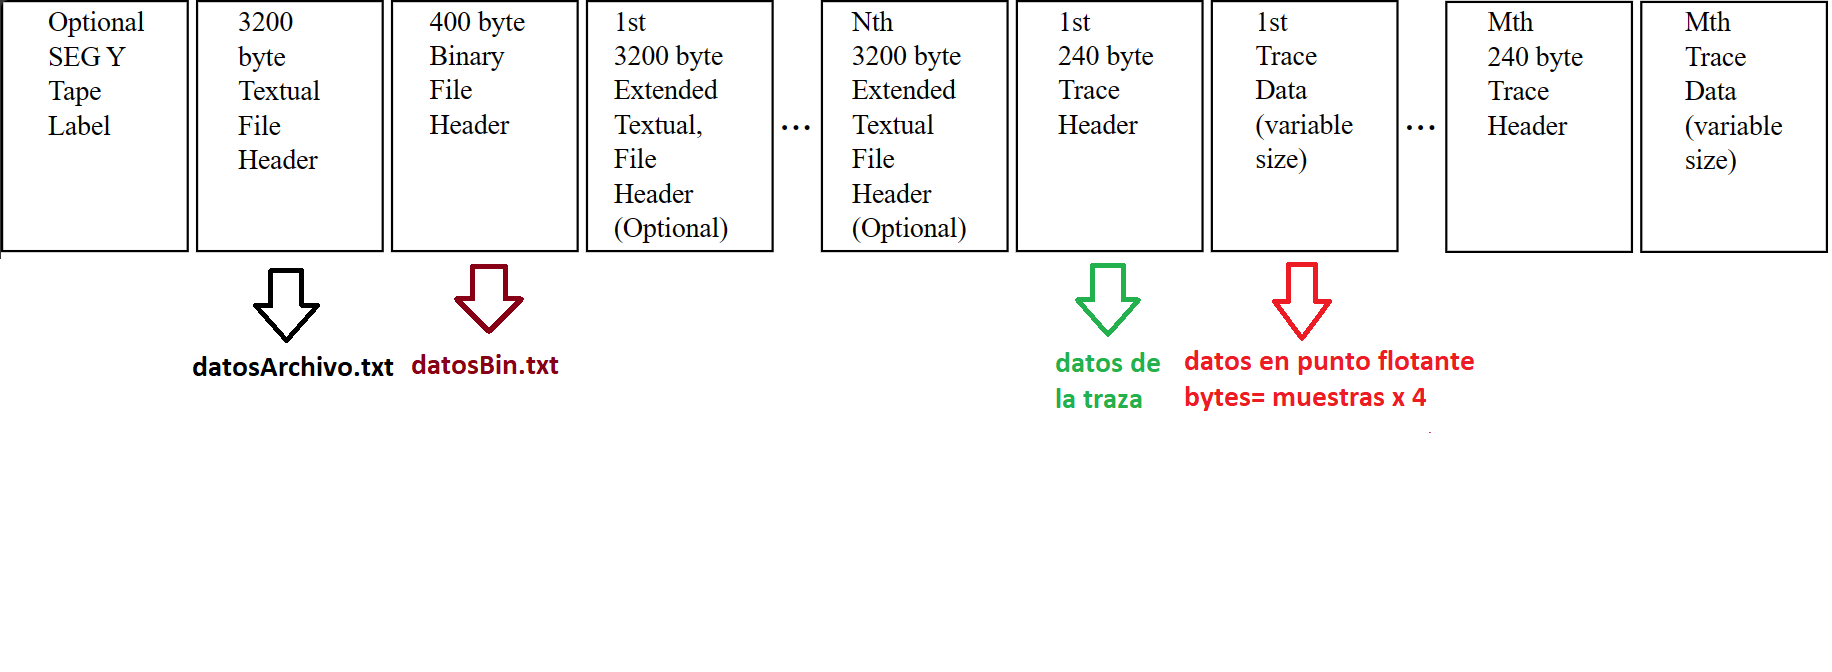 Optional
SEG Y
Tape
Label
3200
byte
Textual
File
Header
400 byte
Binary
File
Header
1st
3200 byte
Extended
Textual,
File
Header
(Optional)
...
Nth
3200 byte
Extended
Textual
File
Header
(Optional)
1st
240 byte
Trace
Header
1st
Trace
Data
(variable
size)
...
Mth
240 byte
Trace
Header
Mth
Trace
Data
(variable
size)
datosArchivo.txt
datosBin.txt
datos de
la traza
datos en punto flotante
bytes= muestras x 4